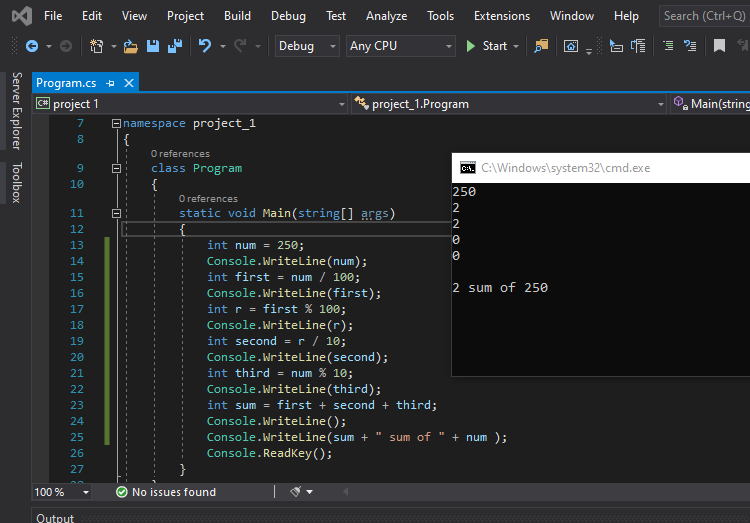 File Edit View Project Build Debug Test Analyze Tools Extensions Window Help Search (Ctrl+Q)
Debug Any CPU Start
Server Explorer
Toolbox
Program.cs
C# project 1 project_1.Program Main(string
7 namespace project_1
8 {
0 references
9 class Program
10 {
0 references
11 static void Main(string[] args)
12 {
13 int num = 250;
14 Console.WriteLine(num);
15 int first = num / 100;
16 Console.WriteLine(first);
17 int r = first % 100;
18 Console.WriteLine(r);
19 int second = r / 10;
20 Console.WriteLine(second);
21 int third = num % 10;
22 Console.WriteLine(third);
23 int sum = first + second + third;
24 Console.WriteLine();
25 Console.WriteLine(sum + " sum of " + num );
26 Console.ReadKey();
27 }
C:\Windows\system32\cmd.exe
250
2
2
0
0
2 sum of 250
100 % No issues found
Output